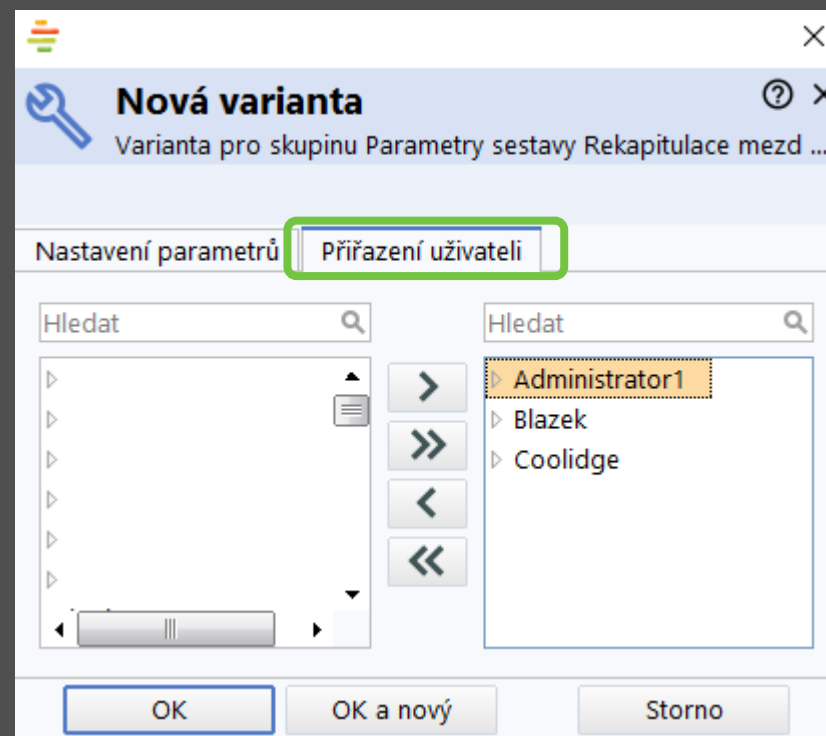 Nová varianta
Varianta pro skupinu Parametry sestavy Rekapitulace mezd ...
Nastavení parametrů Přiřazení uživateli
Hledat Hledat
Administrator1
Blazek
Coolidge
OK OK a nový Storno